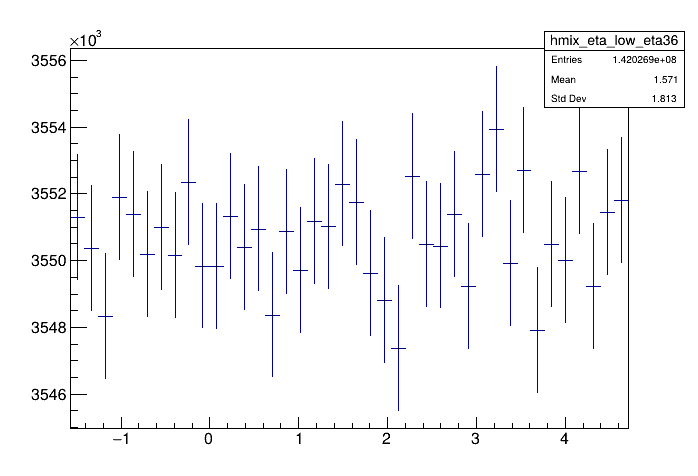 ×10³
hmix_eta_low_eta36
Entries 1.420269e+08
Mean 1.571
Std Dev 1.813
3556
3554
3552
3550
3548
3546
−1 0 1 2 3 4